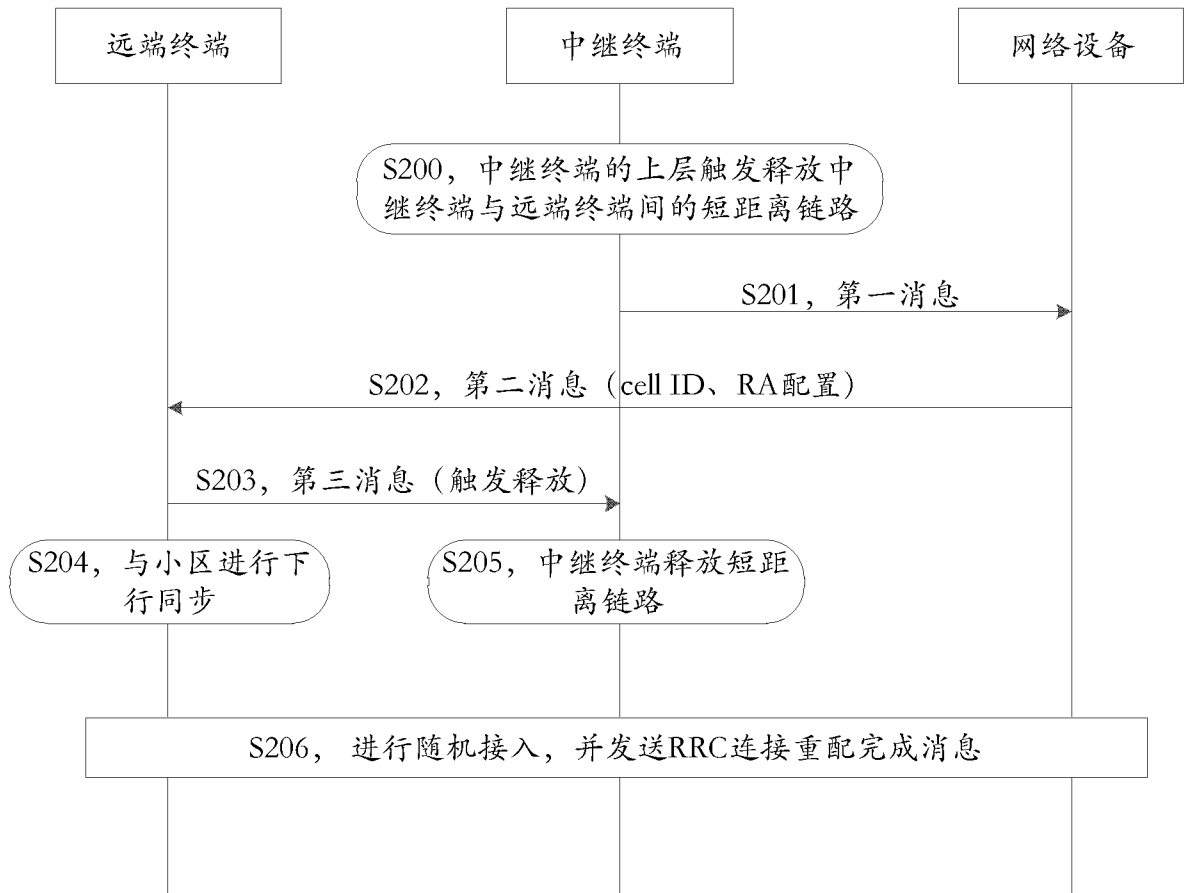 远端终端
中继终端
网络设备
S200，中继终端的上层触发释放中
继终端与远端终端间的短距离链路
S201，第一消息
S202，第二消息（cell ID、RA配置）
S203，第三消息（触发释放）
S204，与小区进行下
行同步
S205，中继终端释放短距
离链路
S206， 进行随机接入，并发送RRC连接重配完成消息